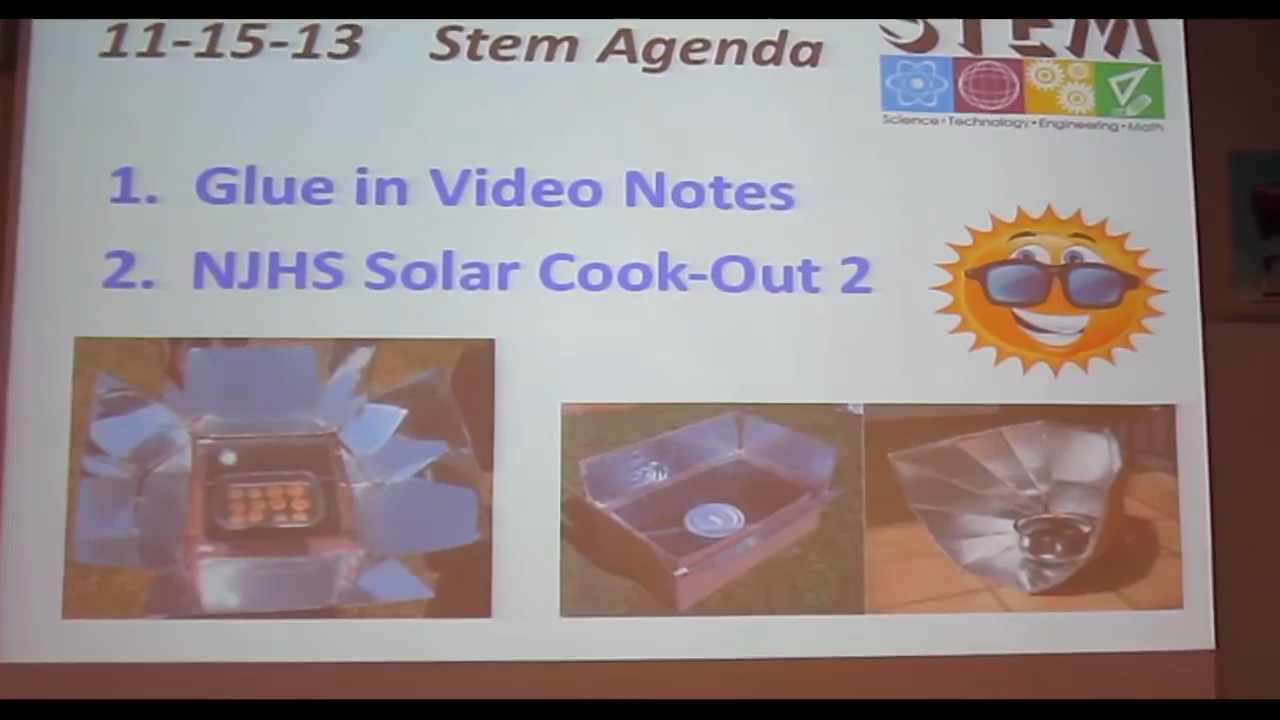 11-15-13 Stem Agenda
STEM
Science • Technology • Engineering • Math
1. Glue in Video Notes
2. NJHS Solar Cook-Out 2